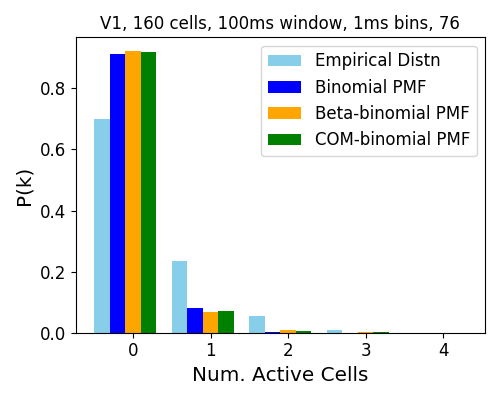 V1, 160 cells, 100ms window, 1ms bins, 76
Empirical Distn
Binomial PMF
Beta-binomial PMF
COM-binomial PMF
P(k)
0.8
0.6
0.4
0.2
0.0
0 1 2 3 4
Num. Active Cells